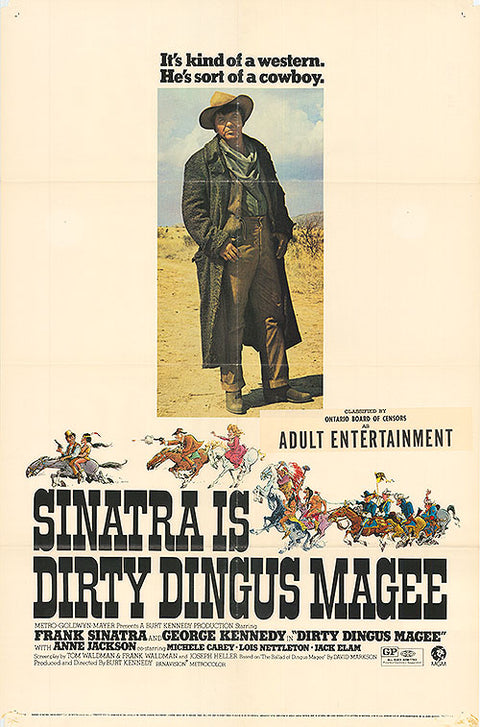 It's kind of a western.
He's sort of a cowboy.
CLASSIFIED BY
ONTARIO BOARD OF CENSORS
AS
ADULT ENTERTAINMENT
SINATRA IS
DIRTY DINGUS MAGEE
METRO-GOLDWYN-MAYER Presents A BURT KENNEDY PRODUCTION Starring
FRANK SINATRA AND GEORGE KENNEDY IN "DIRTY DINGUS MAGEE"
WITH ANNE JACKSON co-starring MICHELE CAREY • LOIS NETTLETON • JACK ELAM
Screenplay by TOM WALDMAN & FRANK WALDMAN and JOSEPH HELLER Based on "The Ballad of Dingus Magee" By DAVID MARKSON
Produced and Directed By BURT KENNEDY PANAVISION® METROCOLOR
GP
MGM